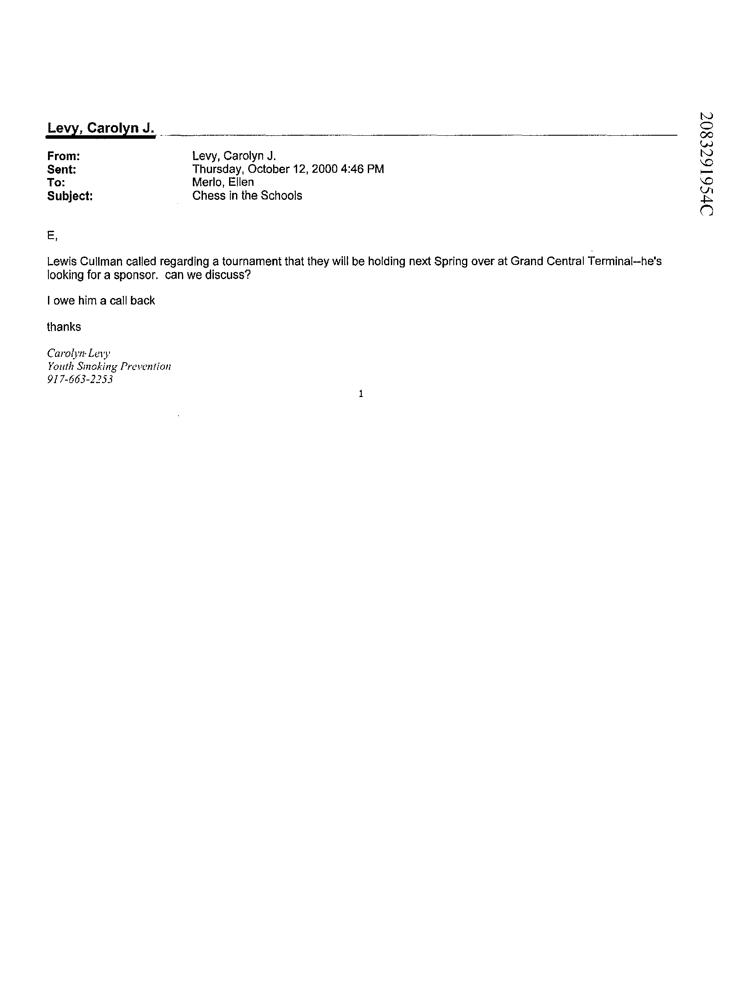 Levy, Carolyn J.
From: Levy, Carolyn J.
Sent: Thursday, October 12, 2000 4:46 PM
To: Merlo, Ellen
Subject: Chess in the Schools
E,
Lewis Cullman called regarding a tournament that they will be holding next Spring over at Grand Central Terminal--he's
looking for a sponsor. can we discuss?
I owe him a call back
thanks
Carolyn Levy
Youth Smoking Prevention
917-663-2253
1
2083291954C